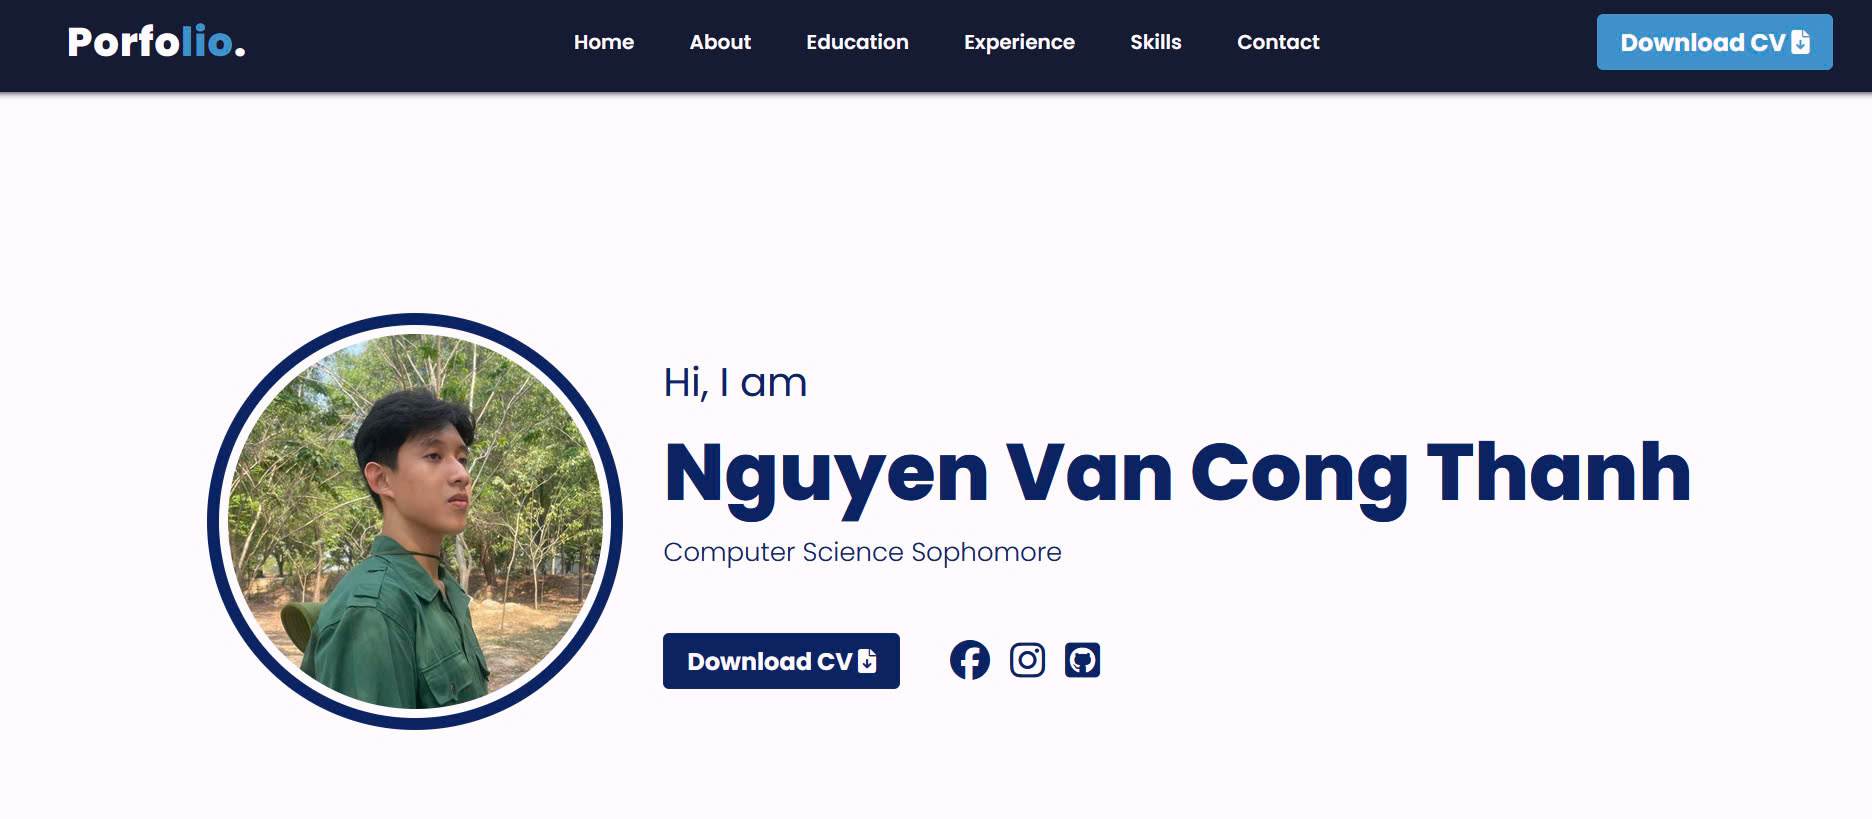 Porfolio.
Home About Education Experience Skills Contact
Download CV
Hi, I am
Nguyen Van Cong Thanh
Computer Science Sophomore
Download CV